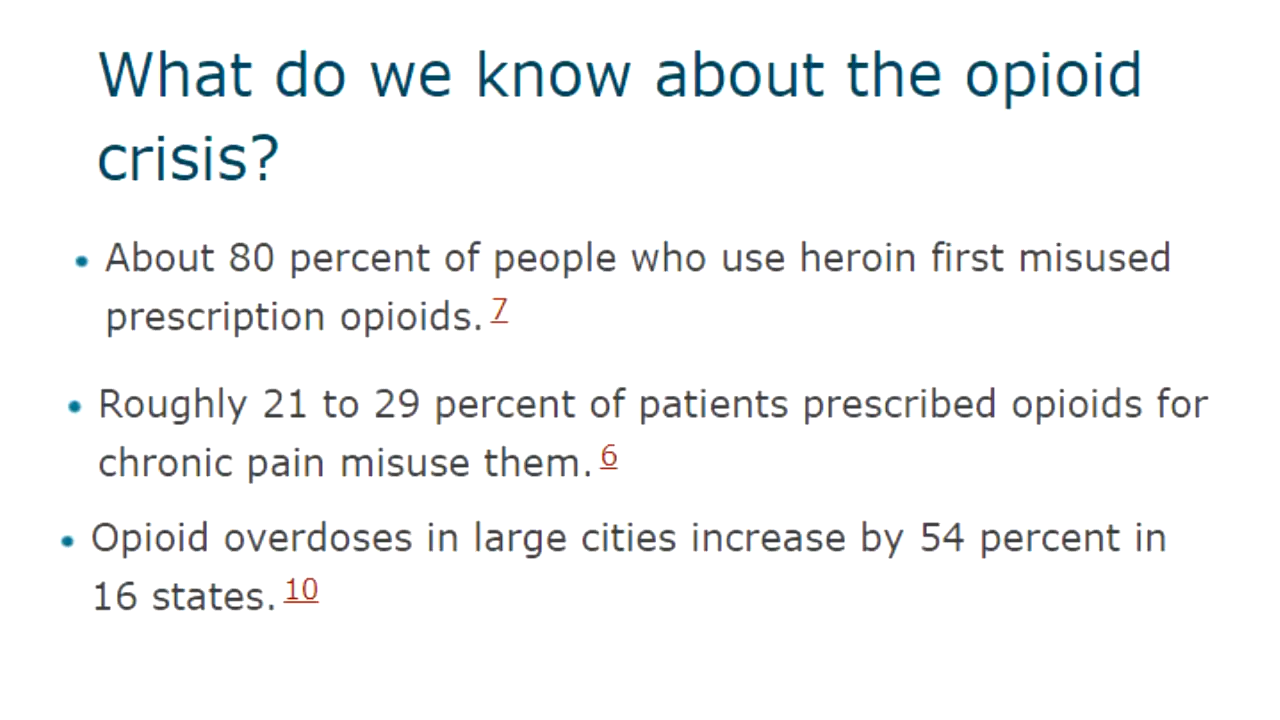 What do we know about the opioid
crisis?
• About 80 percent of people who use heroin first misused
prescription opioids. 7
• Roughly 21 to 29 percent of patients prescribed opioids for
chronic pain misuse them. 6
• Opioid overdoses in large cities increase by 54 percent in
16 states. 10